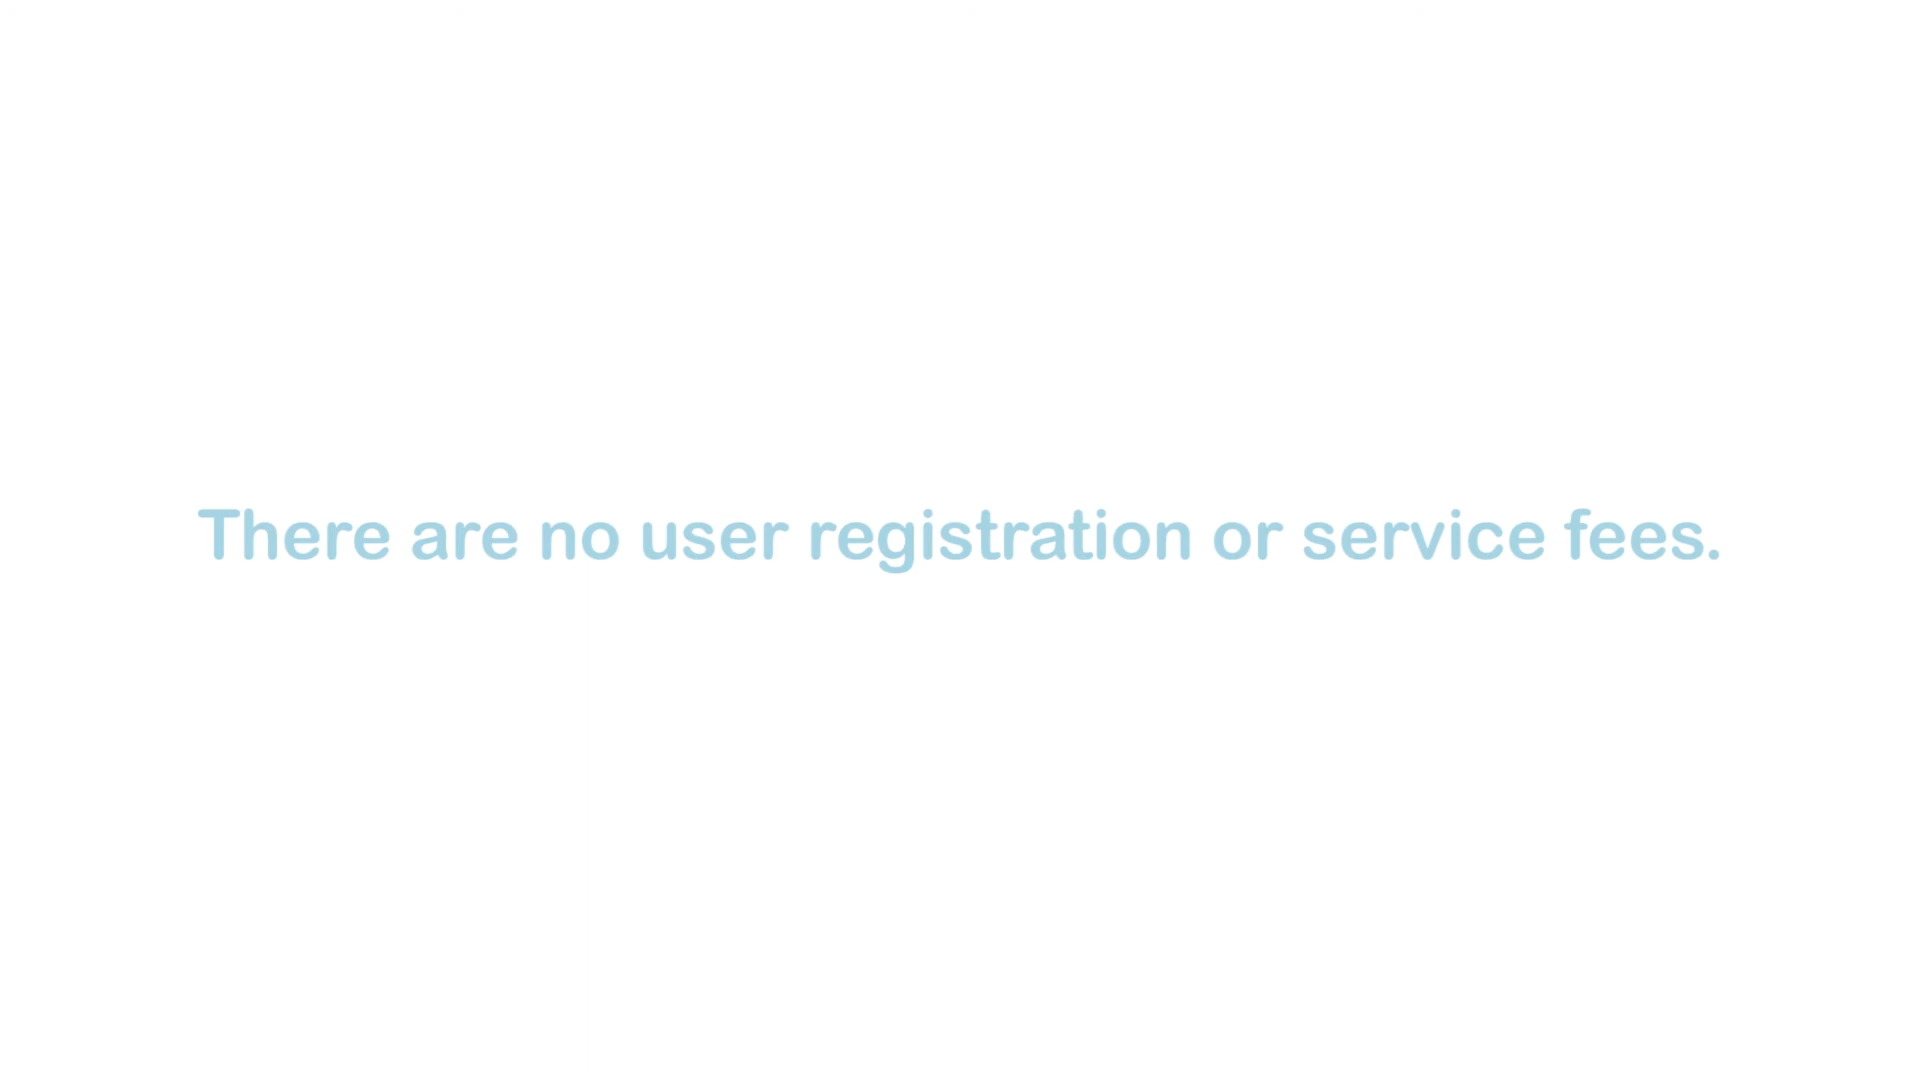 There are no user registration or service fees.